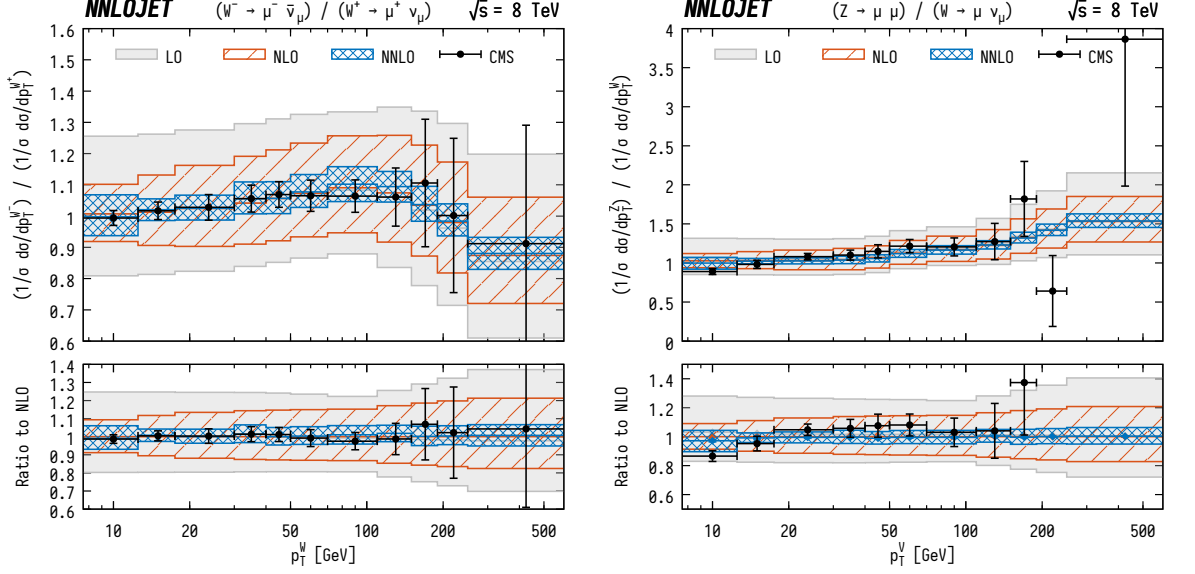 NNLOJET (W⁻ → μ⁻ ν̄_μ) / (W⁺ → μ⁺ ν_μ) √s = 8 TeV
LO NLO NNLO CMS
(1/σ dσ/dp_T^W⁻) / (1/σ dσ/dp_T^W⁺)
1.6
1.5
1.4
1.3
1.2
1.1
1
0.9
0.8
0.7
0.6
Ratio to NLO
1.4
1.3
1.2
1.1
1.0
0.9
0.8
0.7
0.6
10 20 50 100 200 500
p_T^W [GeV]
NNLOJET (Z → μ μ) / (W → μ ν_μ) √s = 8 TeV
LO NLO NNLO CMS
(1/σ dσ/dp_T^Z) / (1/σ dσ/dp_T^W)
4
3.5
3
2.5
2
1.5
1
0.5
0
Ratio to NLO
1.4
1.2
1.0
0.8
0.6
10 20 50 100 200 500
p_T^V [GeV]